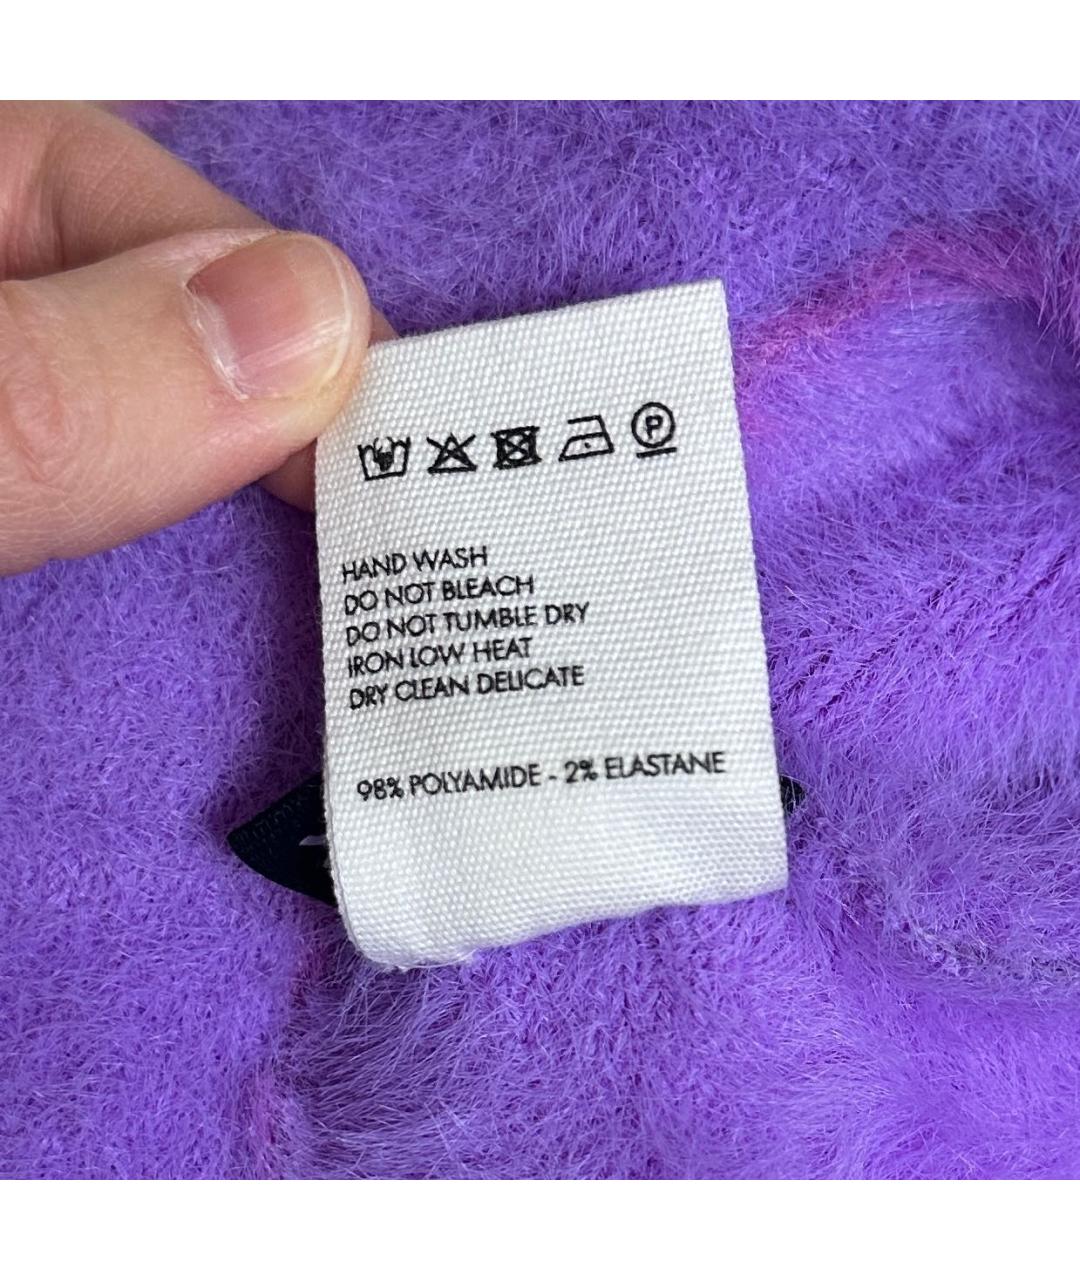 P
HAND WASH
DO NOT BLEACH
DO NOT TUMBLE DRY
IRON LOW HEAT
DRY CLEAN DELICATE
98% POLYAMIDE - 2% ELASTANE